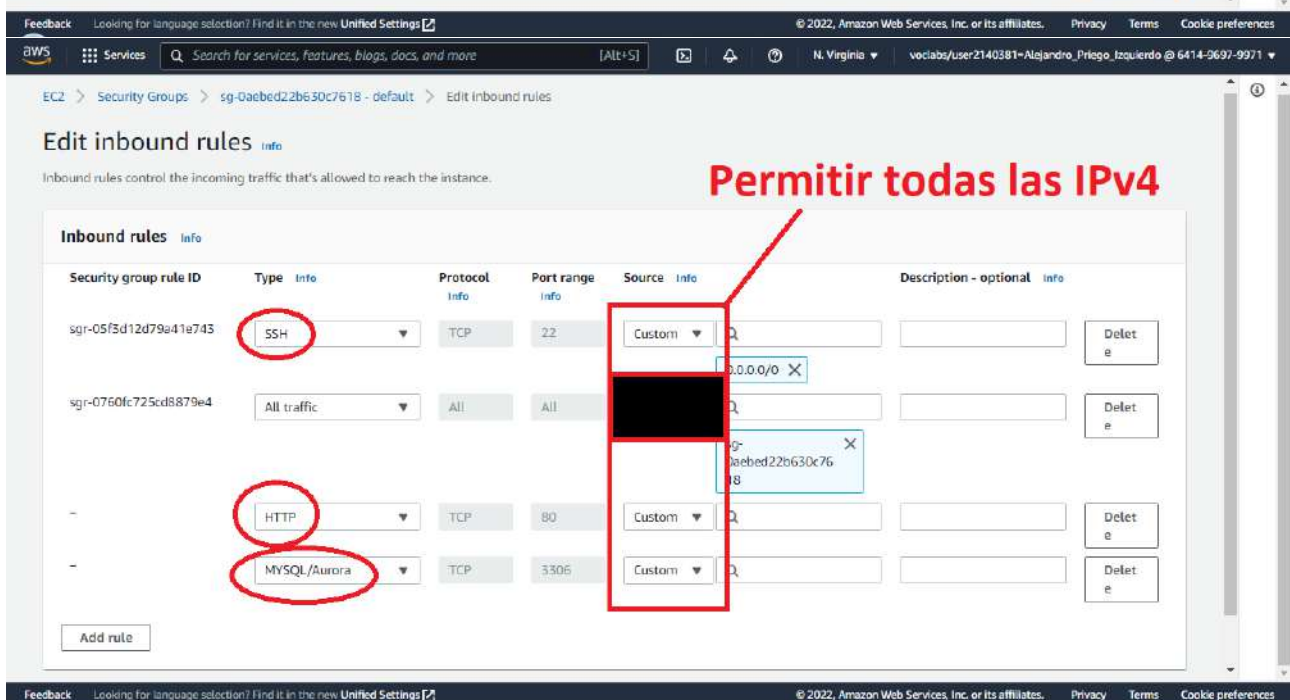 Feedback Looking for language selection? Find it in the new Unified Settings © 2022, Amazon Web Services, Inc. or its affiliates. Privacy Terms Cookie preferences
aws Services Search for services, features, blogs, docs, and more [Alt+S] N. Virginia voclabs/user2140381=Alejandro_Priego_Izquierdo @ 6414-9697-9971
EC2 > Security Groups > sg-0aebed22b630c7618 - default > Edit inbound rules
Edit inbound rules Info
Inbound rules control the incoming traffic that's allowed to reach the instance.
Permitir todas las IPv4
Inbound rules Info
Security group rule ID Type Info Protocol Port range Source Info Description - optional Info
Info Info
sgr-05f3d12d79a41e743 SSH TCP 22 Custom Delet
e
0.0.0.0/0
sgr-0760fc725cd8879e4 All traffic All All Delet
e
sg-
0aebed22b630c76
18
– HTTP TCP 80 Custom Delet
e
– MYSQL/Aurora TCP 3306 Custom Delet
e
Add rule
Feedback Looking for language selection? Find it in the new Unified Settings © 2022, Amazon Web Services, Inc. or its affiliates. Privacy Terms Cookie preferences